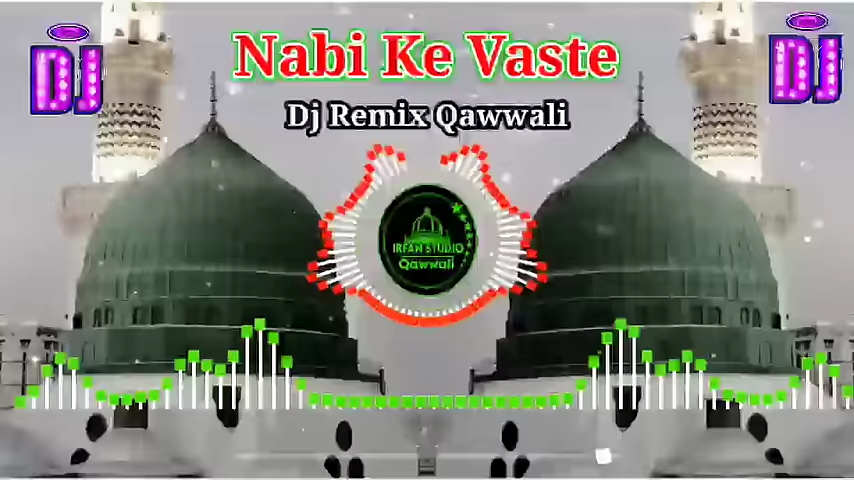 DJ
DJ
Nabi Ke Vaste
Dj Remix Qawwali
IRFAN STUDIO
Qawwali